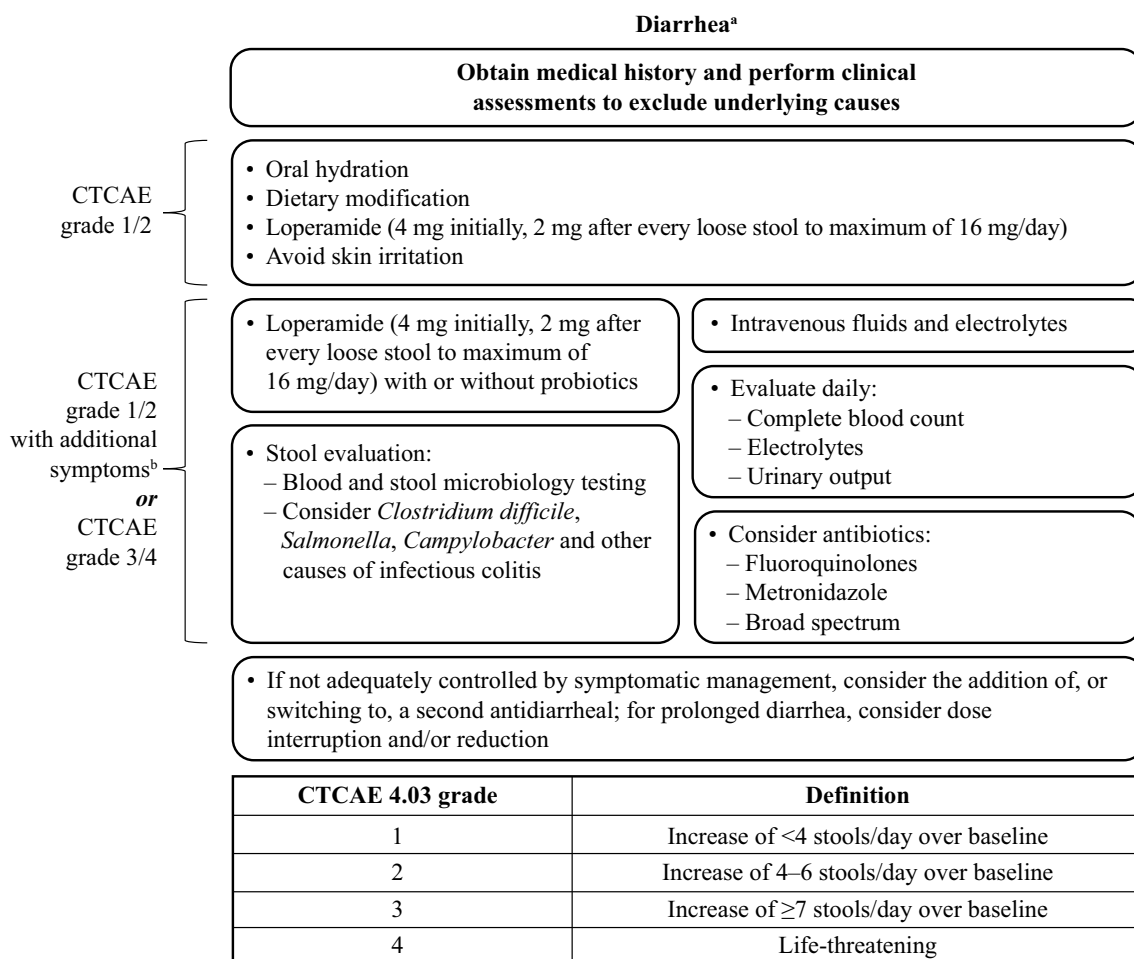 Diarrheaᵃ
Obtain medical history and perform clinical
assessments to exclude underlying causes
CTCAE
grade 1/2
• Oral hydration
• Dietary modification
• Loperamide (4 mg initially, 2 mg after every loose stool to maximum of 16 mg/day)
• Avoid skin irritation
CTCAE
grade 1/2
with additional
symptomsᵇ
or
CTCAE
grade 3/4
• Loperamide (4 mg initially, 2 mg after
every loose stool to maximum of
16 mg/day) with or without probiotics
• Stool evaluation:
– Blood and stool microbiology testing
– Consider Clostridium difficile,
Salmonella, Campylobacter and other
causes of infectious colitis
• Intravenous fluids and electrolytes
• Evaluate daily:
– Complete blood count
– Electrolytes
– Urinary output
• Consider antibiotics:
– Fluoroquinolones
– Metronidazole
– Broad spectrum
• If not adequately controlled by symptomatic management, consider the addition of, or
switching to, a second antidiarrheal; for prolonged diarrhea, consider dose
interruption and/or reduction
CTCAE 4.03 grade Definition
1 Increase of <4 stools/day over baseline
2 Increase of 4–6 stools/day over baseline
3 Increase of ≥7 stools/day over baseline
4 Life-threatening